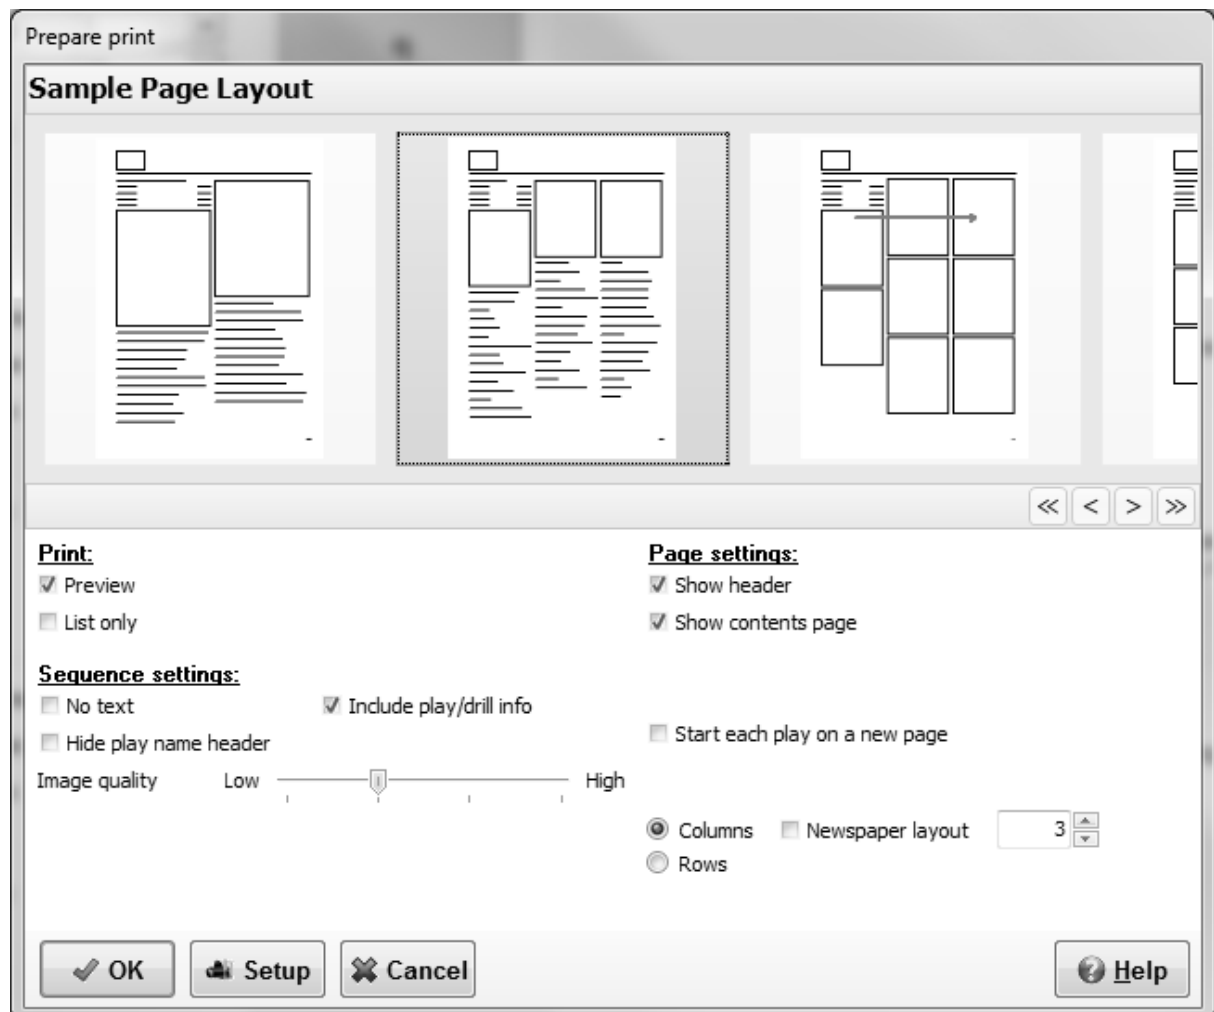 Prepare print
Sample Page Layout
Print:
Preview
List only
Page settings:
Show header
Show contents page
Sequence settings:
No text
Include play/drill info
Hide play name header
Start each play on a new page
Image quality Low High
Columns Newspaper layout 3
Rows
OK Setup Cancel Help